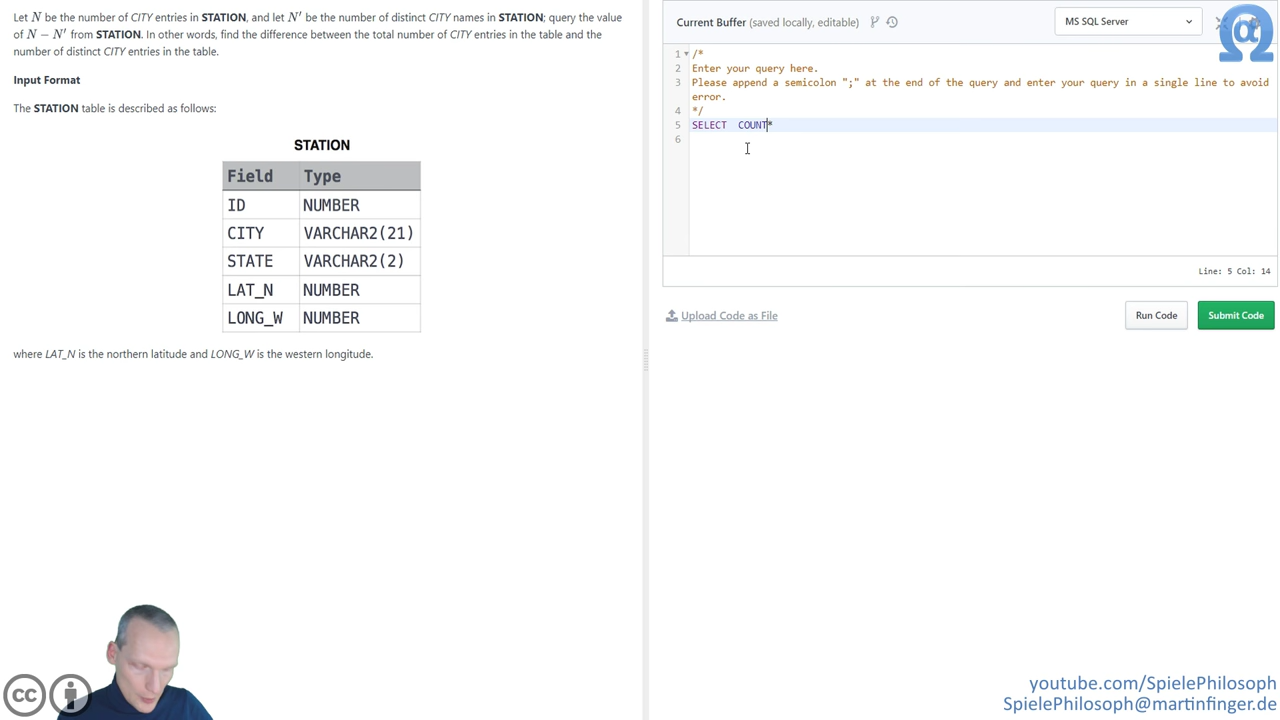 Let N be the number of CITY entries in STATION, and let N′ be the number of distinct CITY names in STATION; query the value
of N − N′ from STATION. In other words, find the difference between the total number of CITY entries in the table and the
number of distinct CITY entries in the table.
Input Format
The STATION table is described as follows:
STATION
Field Type
ID NUMBER
CITY VARCHAR2(21)
STATE VARCHAR2(2)
LAT_N NUMBER
LONG_W NUMBER
where LAT_N is the northern latitude and LONG_W is the western longitude.
Current Buffer (saved locally, editable)
MS SQL Server
1 /*
2 Enter your query here.
3 Please append a semicolon ";" at the end of the query and enter your query in a single line to avoid
error.
4 */
5 SELECT COUNT*
6
Line: 5 Col: 14
Upload Code as File
Run Code
Submit Code
cc
youtube.com/SpielePhilosoph
SpielePhilosoph@martinfinger.de